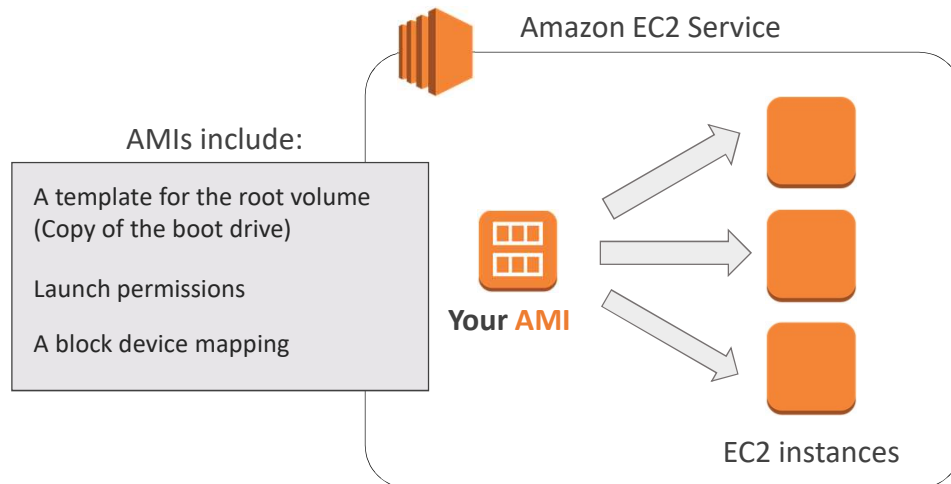 Amazon EC2 Service
AMIs include:
A template for the root volume
(Copy of the boot drive)
Launch permissions
A block device mapping
Your AMI
EC2 instances